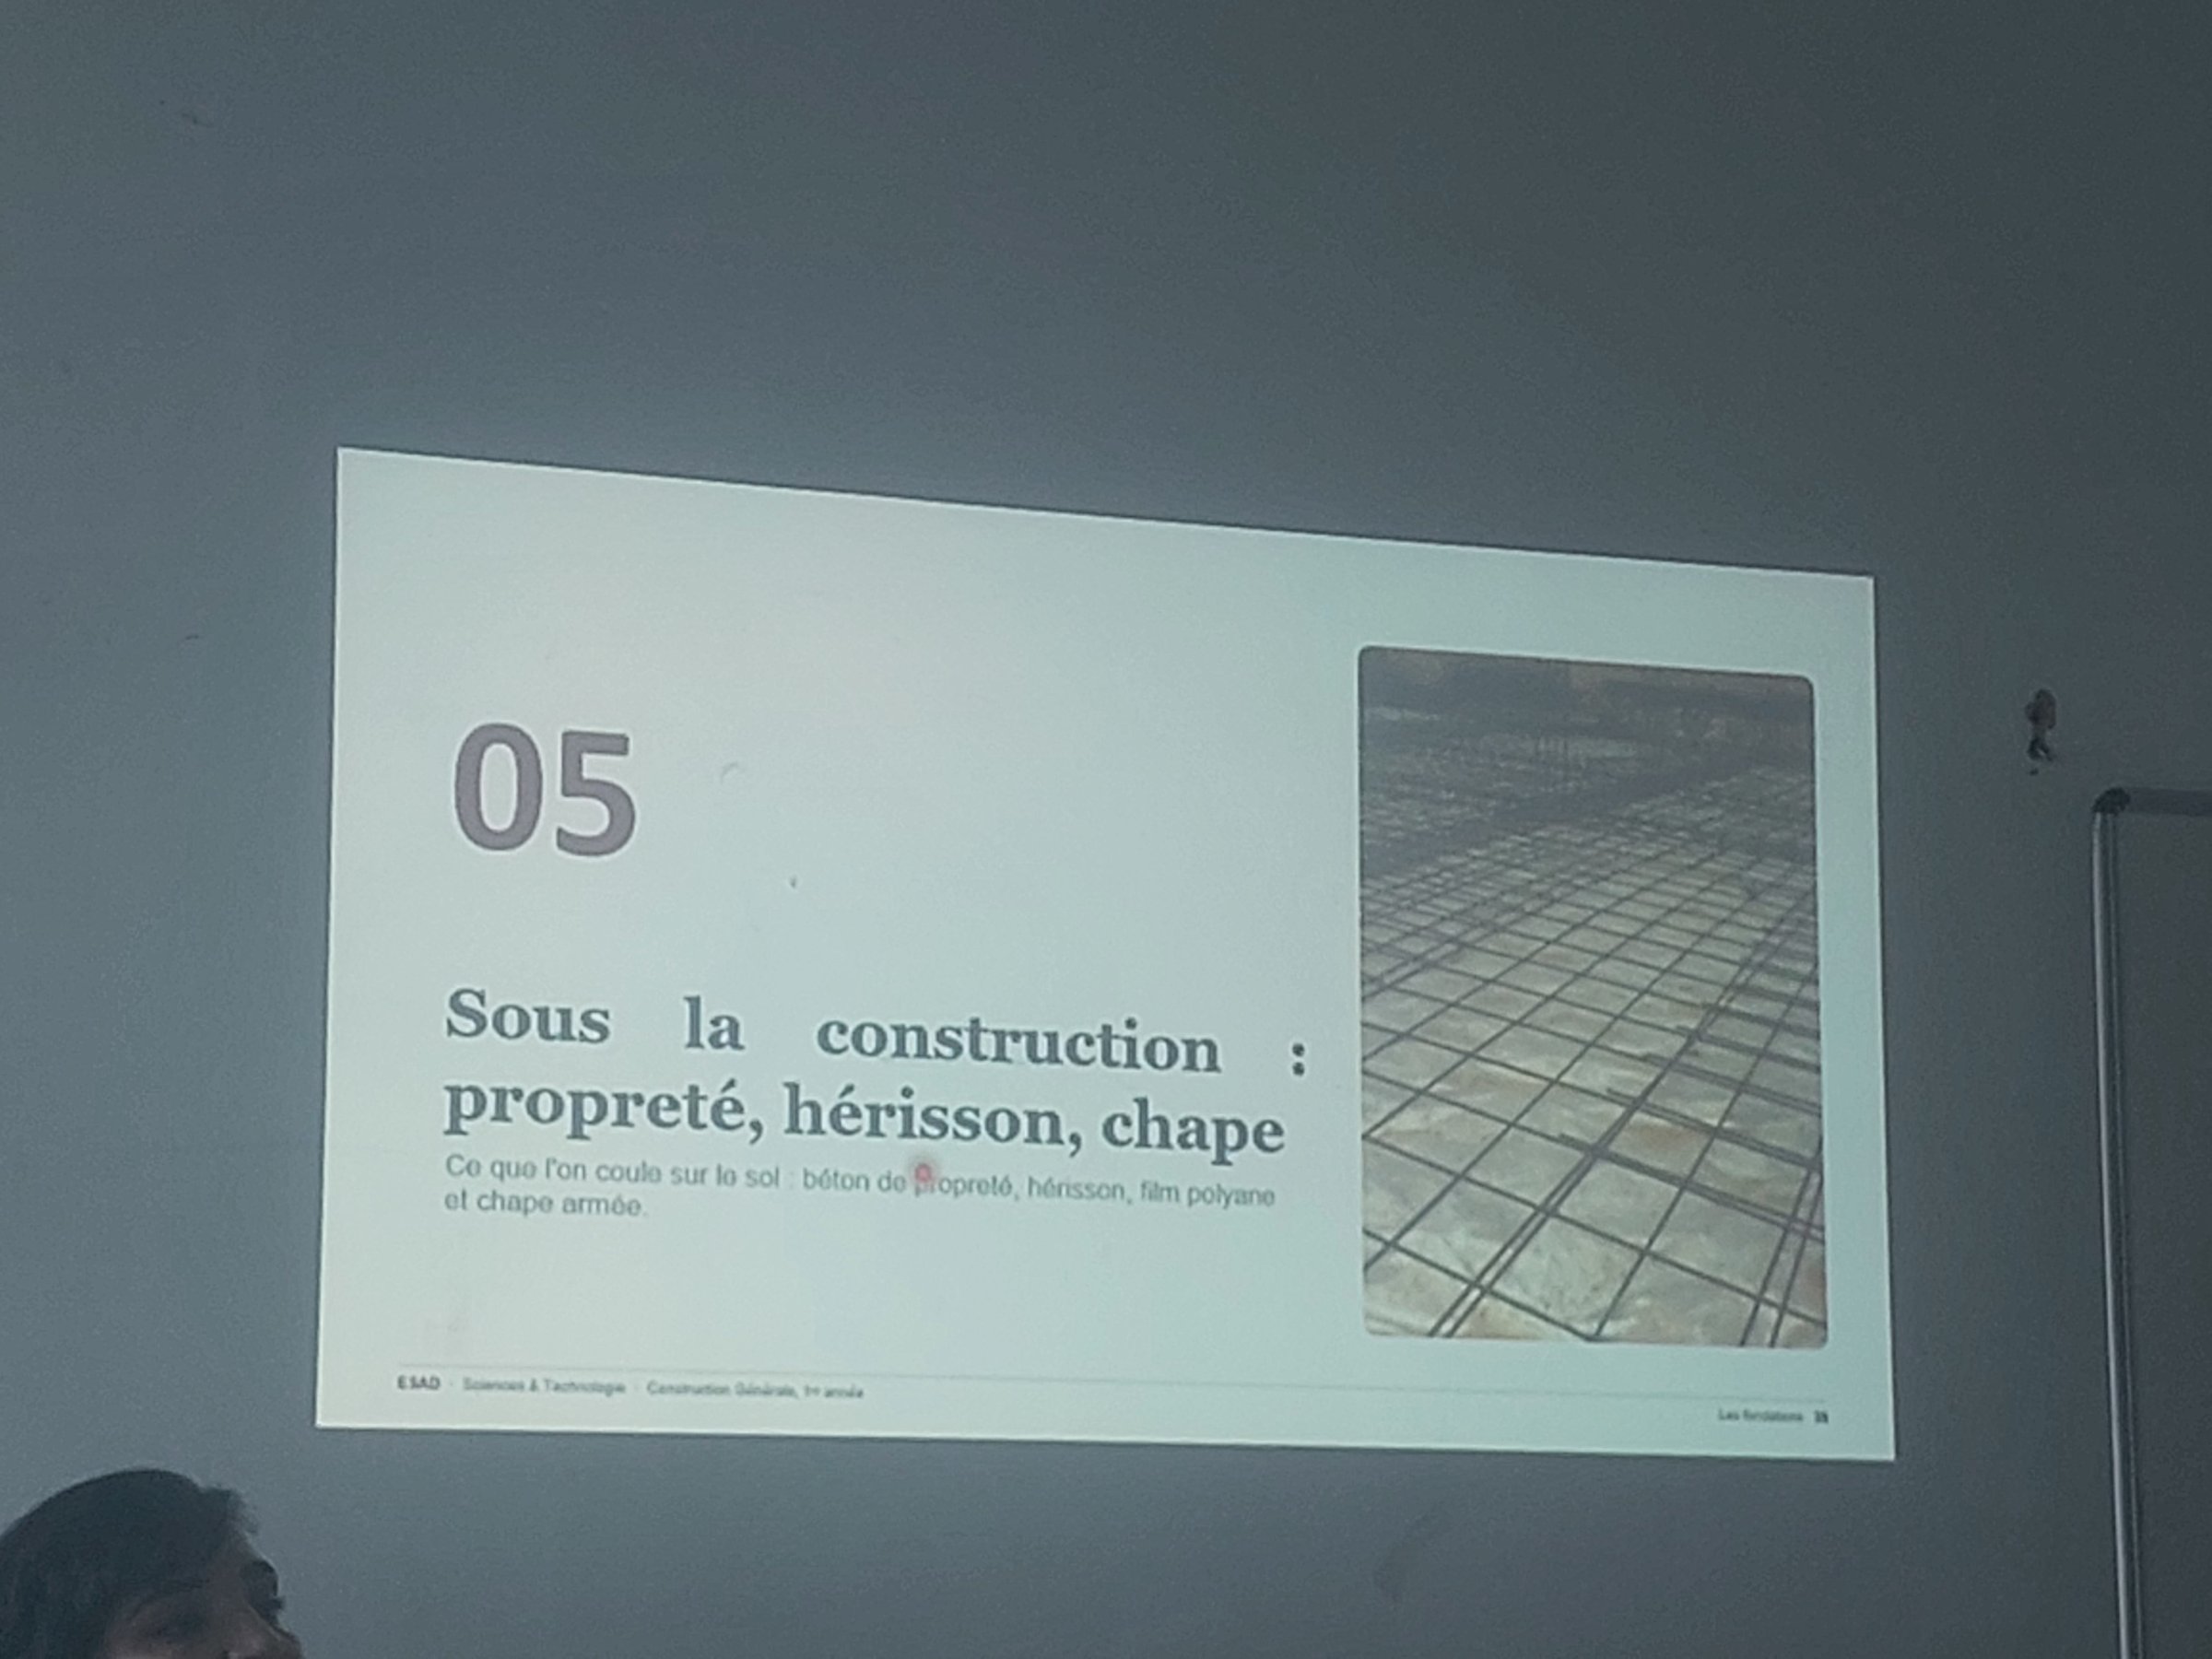 05
Sous la construction :
propreté, hérisson, chape
Ce que l'on coule sur le sol : béton de propreté, hérisson, film polyane
et chape armée.
ESAD · Sciences & Technologie · Construction Générale, 1re année
Les fondations